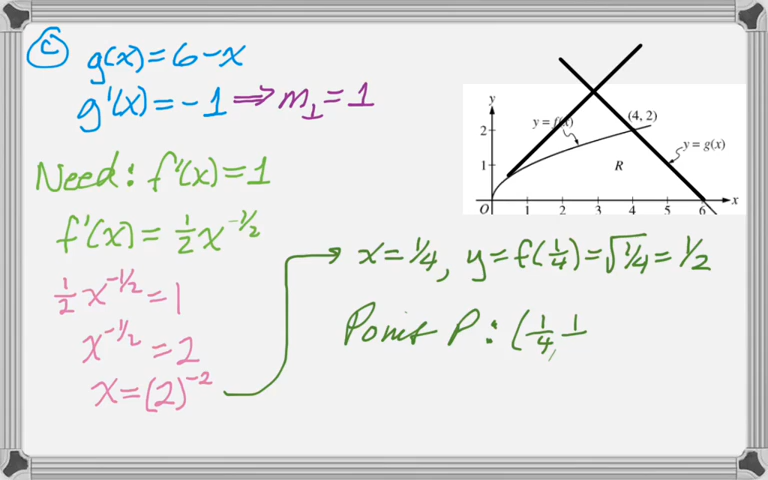 C
g(x)=6-x
g'(x)=-1 ⟹ m⊥=1
Need: f'(x)=1
f'(x)=½x^(-½)
½x^(-½)=1
x^(-½)=2
x=(2)^(-2)
x=¼, y=f(¼)=√¼=½
Point P: (¼, 1
y
2
1
O
1
2
3
4
5
6
x
y=f(x)
(4, 2)
R
y=g(x)